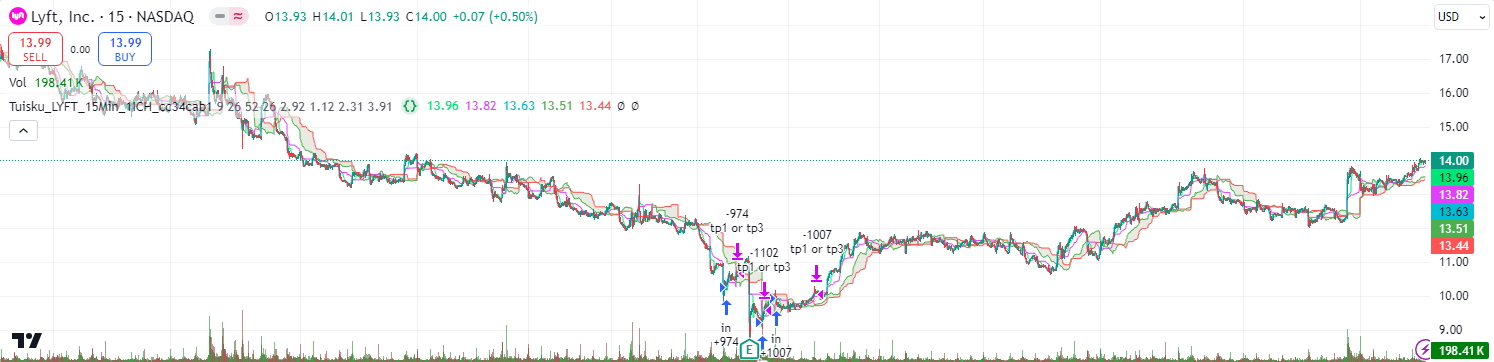 Lyft, Inc. · 15 · NASDAQ O13.93 H14.01 L13.93 C14.00 +0.07 (+0.50%)
USD
13.99
SELL
0.00
13.99
BUY
Vol 198.41 K
Tuisku_LYFT_15Min_1ICH_cc34cab1 9 26 52 26 2.92 1.12 2.31 3.91 {} 13.96 13.82 13.63 13.51 13.44 Ø Ø
17.00
16.00
15.00
14.00
13.96
13.82
13.63
13.51
13.44
11.00
10.00
9.00
198.41 K
-974
tp1 or tp3
-1102
tp1 or tp3
-1007
tp1 or tp3
in
+974
E
in
+1007